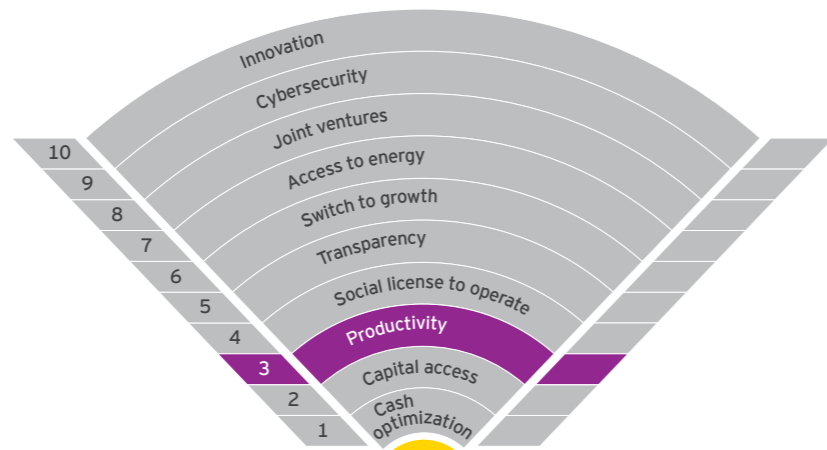 Innovation
Cybersecurity
Joint ventures
Access to energy
Switch to growth
Transparency
Social license to operate
Productivity
Capital access
Cash
optimization
10
9
8
7
6
5
4
3
2
1